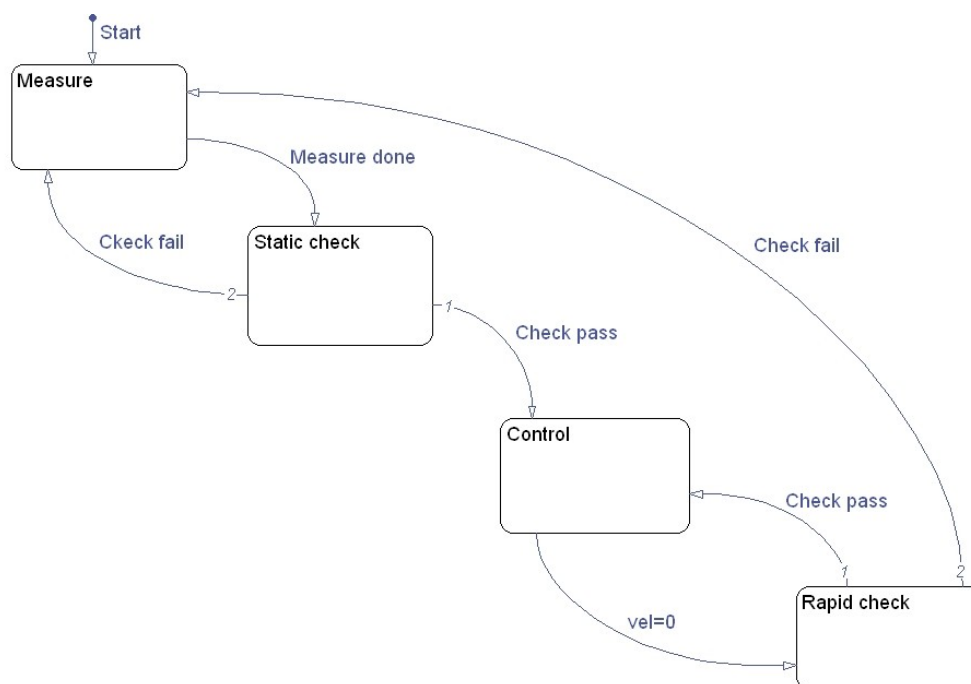 Start
Measure
Measure done
Ckeck fail
Static check
2
1
Check pass
Check fail
Control
Check pass
1
2
Rapid check
vel=0